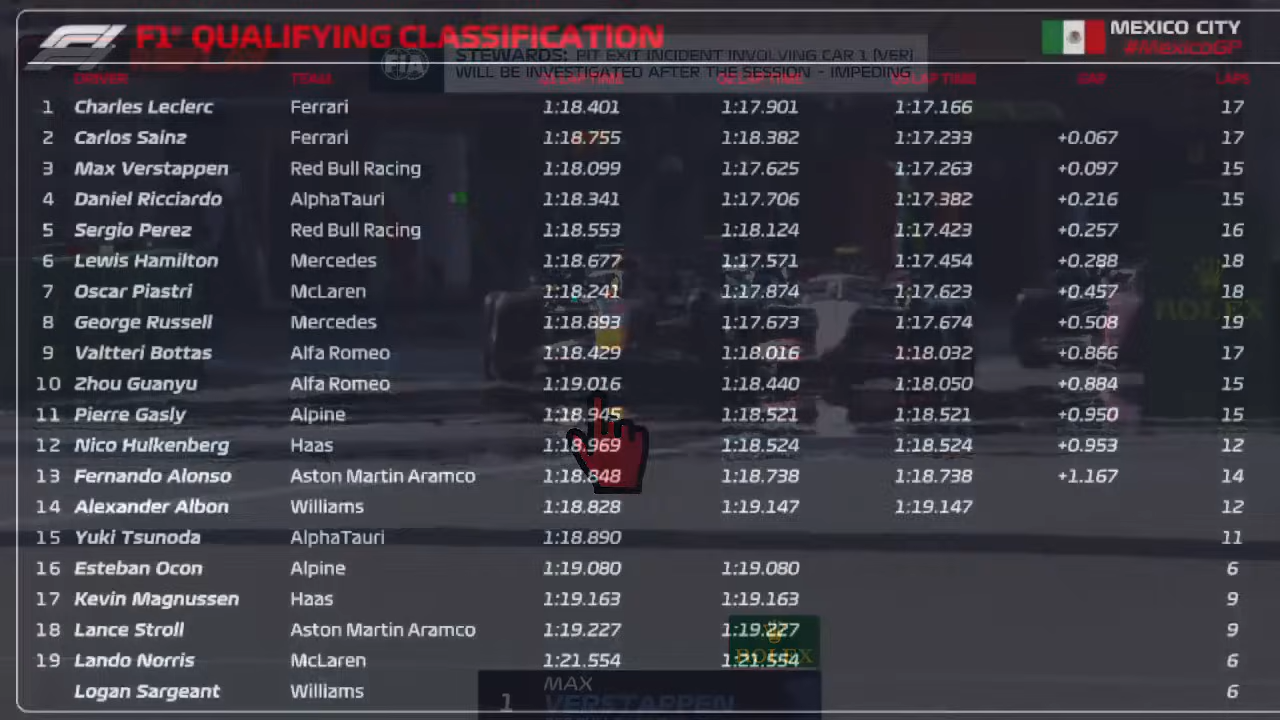 F1 QUALIFYING CLASSIFICATION
MEXICO CITY
#MexicoGP
FIA
STEWARDS: PIT EXIT INCIDENT INVOLVING CAR 1 (VER)
WILL BE INVESTIGATED AFTER THE SESSION - IMPEDING
DRIVER TEAM LAP TIME LAP TIME LAP TIME GAP LAPS
1 Charles Leclerc Ferrari 1:18.401 1:17.901 1:17.166 17
2 Carlos Sainz Ferrari 1:18.755 1:18.382 1:17.233 +0.067 17
3 Max Verstappen Red Bull Racing 1:18.099 1:17.625 1:17.263 +0.097 15
4 Daniel Ricciardo AlphaTauri 1:18.341 1:17.706 1:17.382 +0.216 15
5 Sergio Perez Red Bull Racing 1:18.553 1:18.124 1:17.423 +0.257 16
6 Lewis Hamilton Mercedes 1:18.677 1:17.571 1:17.454 +0.288 18
7 Oscar Piastri McLaren 1:18.241 1:17.874 1:17.623 +0.457 18
8 George Russell Mercedes 1:18.893 1:17.673 1:17.674 +0.508 19
9 Valtteri Bottas Alfa Romeo 1:18.429 1:18.016 1:18.032 +0.866 17
10 Zhou Guanyu Alfa Romeo 1:19.016 1:18.440 1:18.050 +0.884 15
11 Pierre Gasly Alpine 1:18.945 1:18.521 1:18.521 +0.950 15
12 Nico Hulkenberg Haas 1:18.969 1:18.524 1:18.524 +0.953 12
13 Fernando Alonso Aston Martin Aramco 1:18.848 1:18.738 1:18.738 +1.167 14
14 Alexander Albon Williams 1:18.828 1:19.147 1:19.147 12
15 Yuki Tsunoda AlphaTauri 1:18.890 11
16 Esteban Ocon Alpine 1:19.080 1:19.080 6
17 Kevin Magnussen Haas 1:19.163 1:19.163 9
18 Lance Stroll Aston Martin Aramco 1:19.227 1:19.227 9
19 Lando Norris McLaren 1:21.554 1:21.554 6
Logan Sargeant Williams 6
ROLEX
ROLEX
1 MAX
VERSTAPPEN